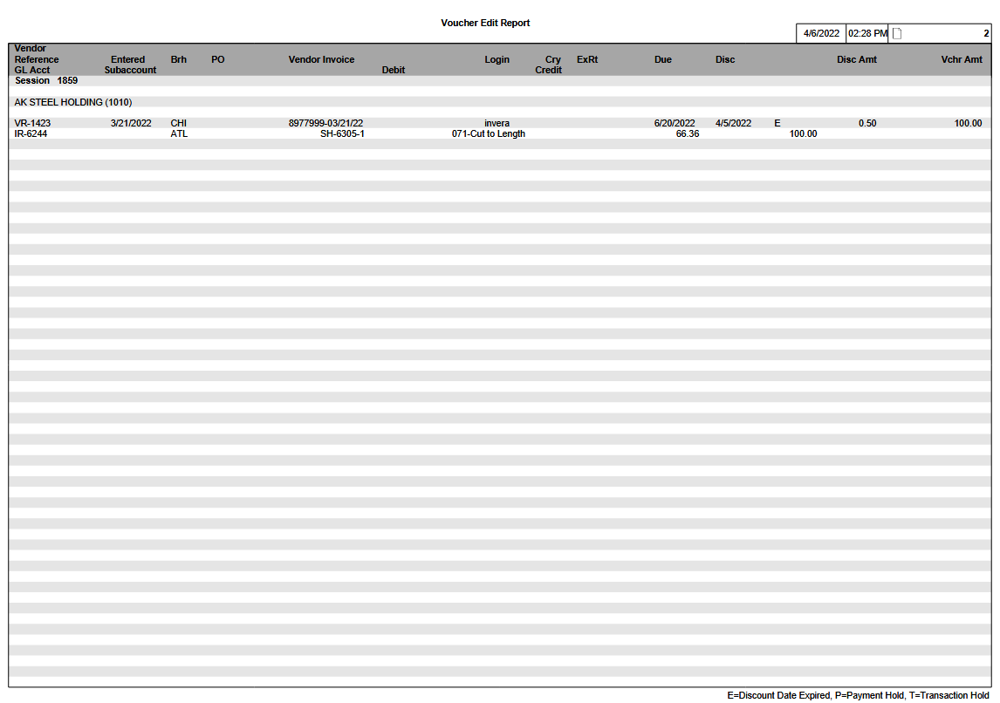 Voucher Edit Report
4/6/2022 02:28 PM 2
Vendor
Reference Entered Brh PO Vendor Invoice Login Cry ExRt Due Disc Disc Amt Vchr Amt
GL Acct Subaccount Debit Credit
Session 1859
AK STEEL HOLDING (1010)
VR-1423 3/21/2022 CHI 8977999-03/21/22 invera 6/20/2022 4/5/2022 E 0.50 100.00
IR-6244 ATL SH-6305-1 071-Cut to Length 66.36 100.00
E=Discount Date Expired, P=Payment Hold, T=Transaction Hold